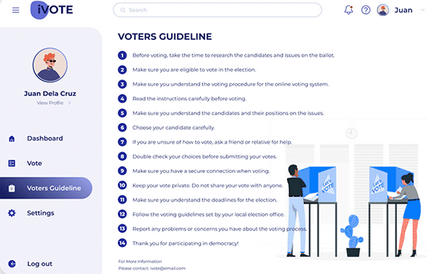 iVOTE
Search
Juan
Juan Dela Cruz
View Profile
Dashboard
Vote
Voters Guideline
Settings
Log out
VOTERS GUIDELINE
1 Before voting, take the time to research the candidates and issues on the ballot.
2 Make sure you are eligible to vote in the election.
3 Make sure you understand the voting procedure for the online voting system.
4 Read the instructions carefully before voting.
5 Make sure you understand the candidates and their positions on the issues.
6 Choose your candidate carefully.
7 If you are unsure of how to vote, ask a friend or relative for help.
8 Double check your choices before submitting your votes.
9 Make sure you have a secure connection when voting.
10 Keep your vote private. Do not share your vote with anyone.
11 Make sure you understand the deadlines for the election.
12 Follow the voting guidelines set by your local election office.
13 Report any problems or concerns you have about the voting process.
14 Thank you for participating in democracy!
For More Information
Please contact: ivote@email.com
VOTE
VOTE